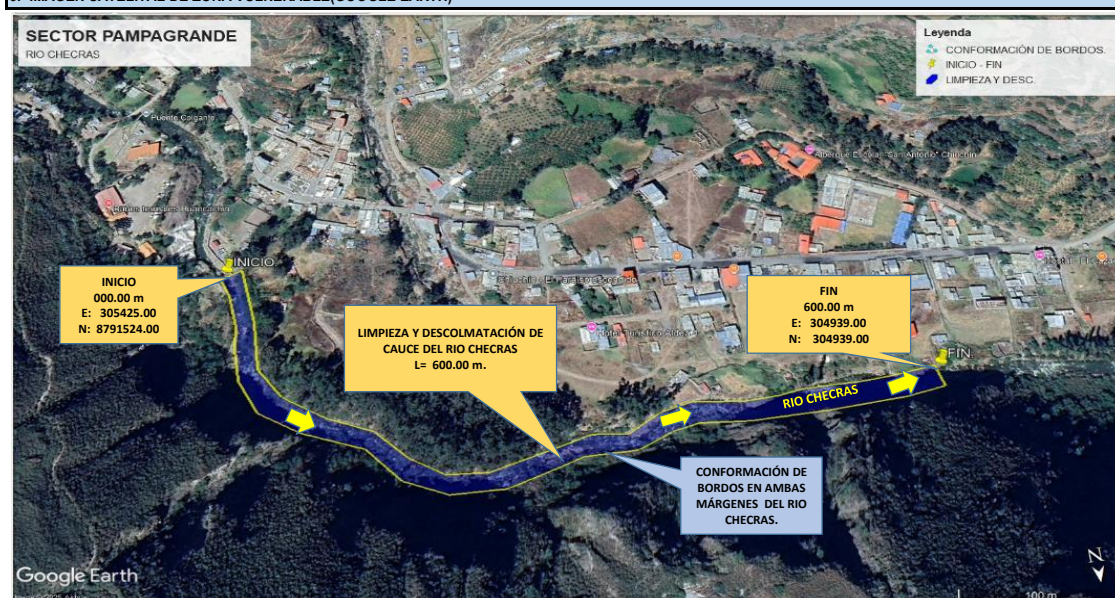 SECTOR PAMPAGRANDE
RIO CHECRAS
Leyenda
CONFORMACIÓN DE BORDOS.
INICIO - FIN
LIMPIEZA Y DESC.
Puente Colgante
INICIO
INICIO
000.00 m
E: 305425.00
N: 8791524.00
LIMPIEZA Y DESCOLMATACIÓN DE
CAUCE DEL RIO CHECRAS
L= 600.00 m.
FIN
600.00 m
E: 304939.00
N: 304939.00
FIN
RIO CHECRAS
CONFORMACIÓN DE
BORDOS EN AMBAS
MÁRGENES DEL RIO
CHECRAS.
Google Earth
N
100 m